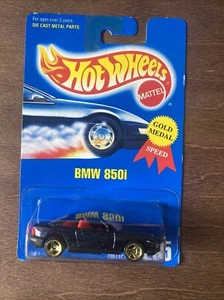 For ages over 3 years
DIE CAST METAL PARTS
HOT WHEELS
MATTEL
GOLD
MEDAL
SPEED
BMW 850i
BMW 850i